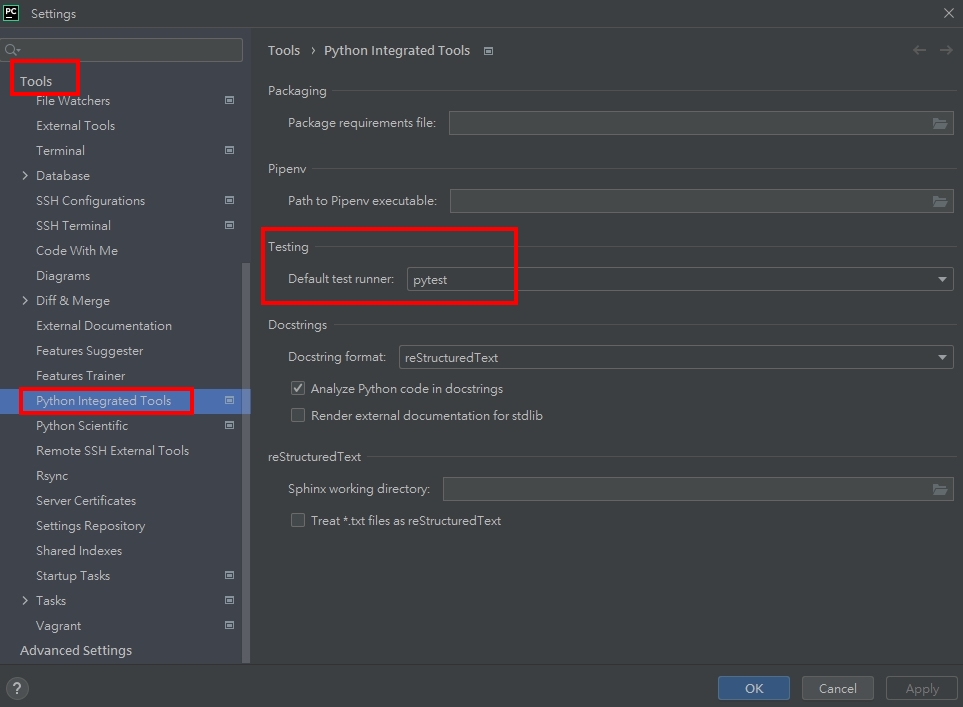 PC Settings
Tools
File Watchers
External Tools
Terminal
Database
SSH Configurations
SSH Terminal
Code With Me
Diagrams
Diff & Merge
External Documentation
Features Suggester
Features Trainer
Python Integrated Tools
Python Scientific
Remote SSH External Tools
Rsync
Server Certificates
Settings Repository
Shared Indexes
Startup Tasks
Tasks
Vagrant
Advanced Settings
Tools › Python Integrated Tools
Packaging
Package requirements file:
Pipenv
Path to Pipenv executable:
Testing
Default test runner: pytest
Docstrings
Docstring format: reStructuredText
Analyze Python code in docstrings
Render external documentation for stdlib
reStructuredText
Sphinx working directory:
Treat *.txt files as reStructuredText
? OK Cancel Apply